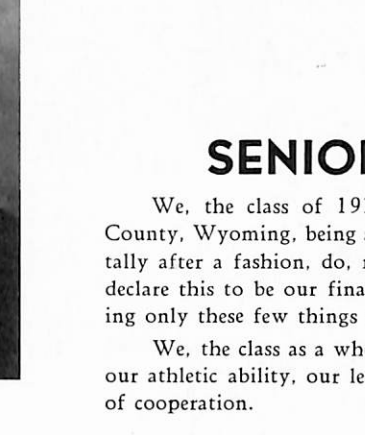 SENIO
We, the class of 19
County, Wyoming, being
tally after a fashion, do,
declare this to be our fina
ing only these few things
We, the class as a wh
our athletic ability, our le
of cooperation.